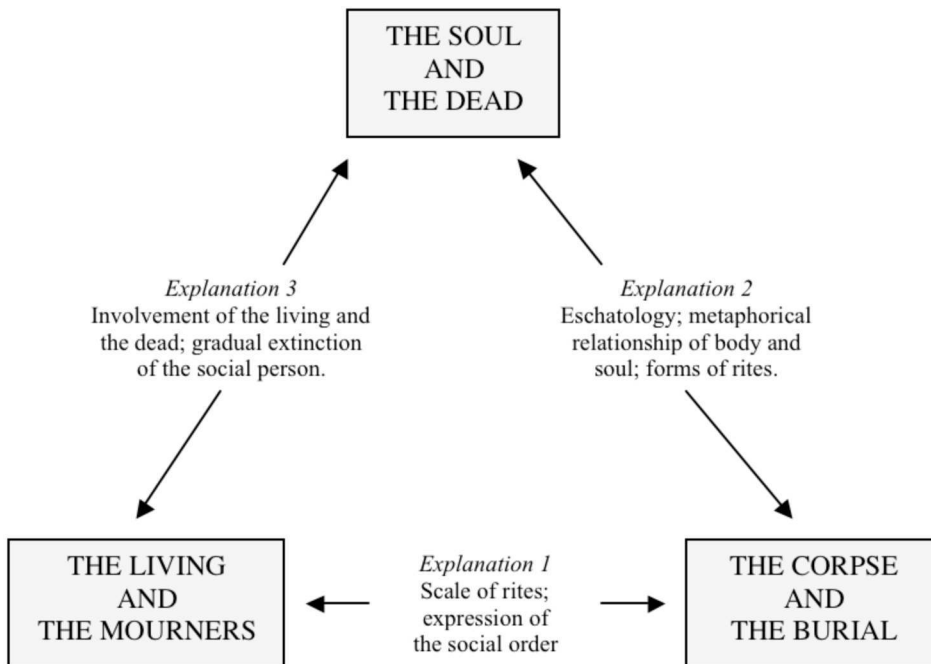 THE SOUL
AND
THE DEAD
Explanation 3
Involvement of the living and
the dead; gradual extinction
of the social person.
Explanation 2
Eschatology; metaphorical
relationship of body and
soul; forms of rites.
THE LIVING
AND
THE MOURNERS
Explanation 1
Scale of rites;
expression of
the social order
THE CORPSE
AND
THE BURIAL